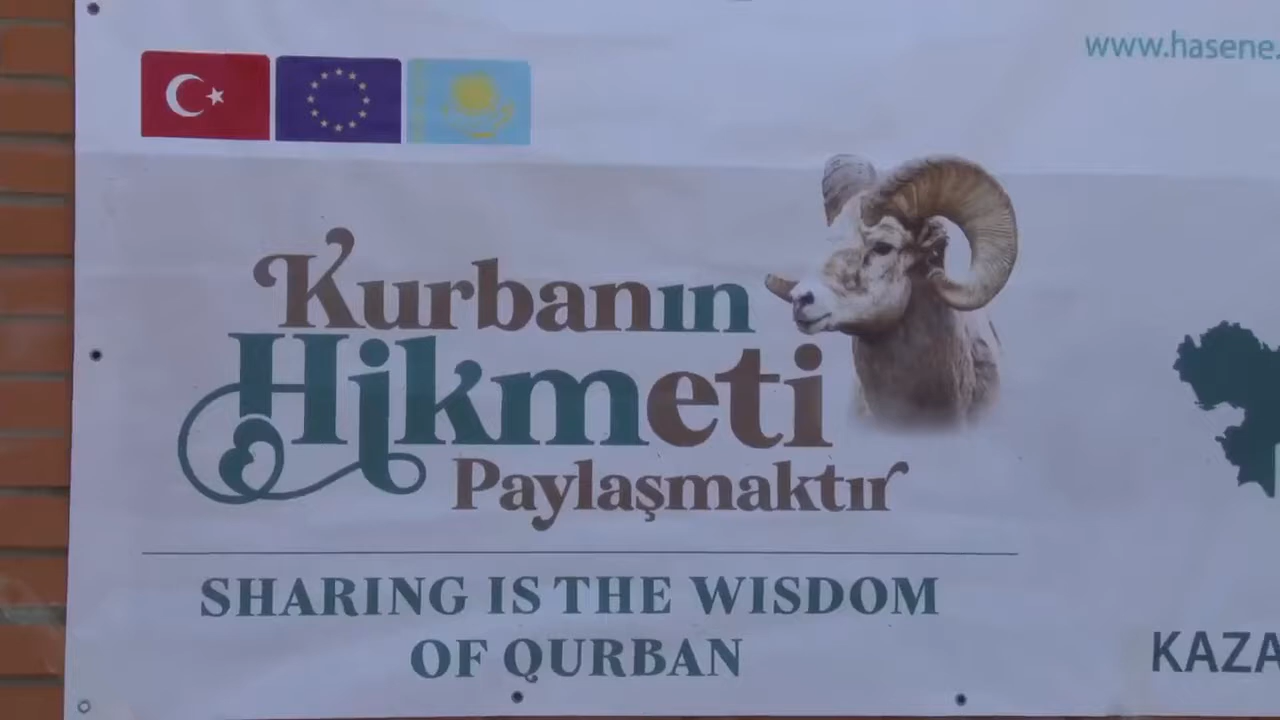 www.hasene.
Kurbanın
Hikmeti
Paylaşmaktır
SHARING IS THE WISDOM
OF QURBAN
KAZA